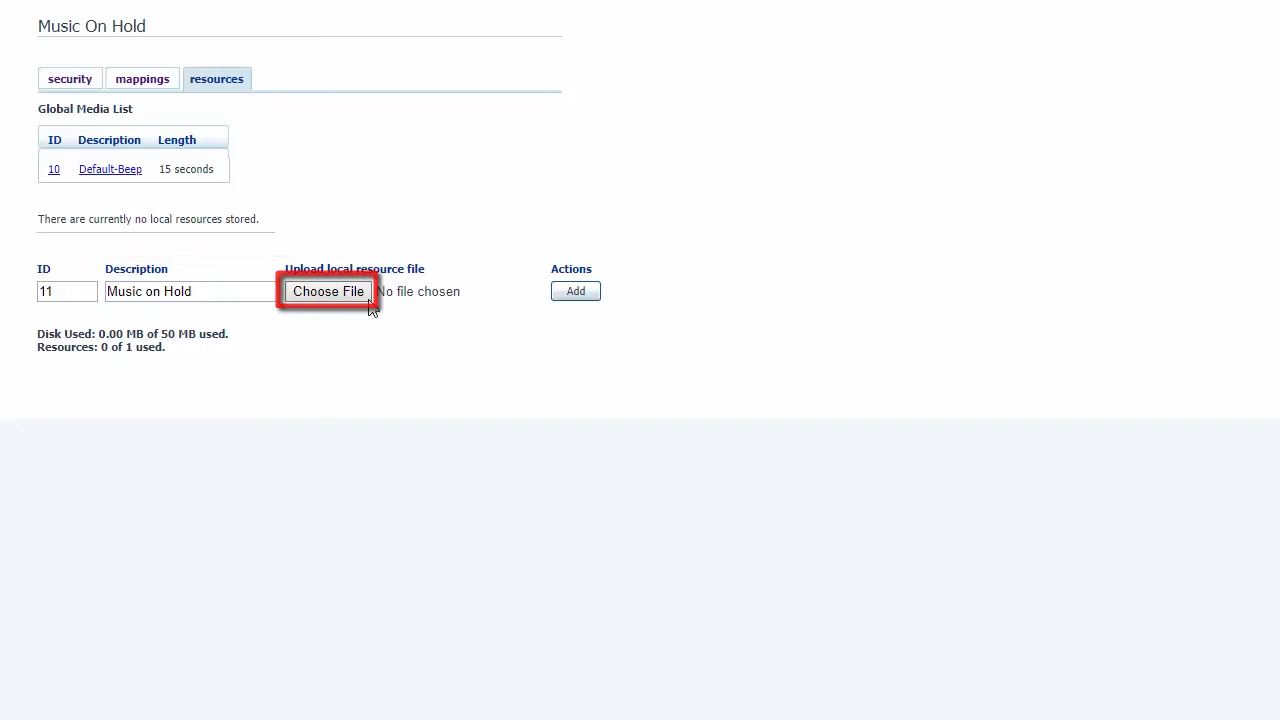 Music On Hold
security mappings resources
Global Media List
ID Description Length
10 Default-Beep 15 seconds
There are currently no local resources stored.
ID Description Upload local resource file Actions
11 Music on Hold Choose File No file chosen Add
Disk Used: 0.00 MB of 50 MB used.
Resources: 0 of 1 used.